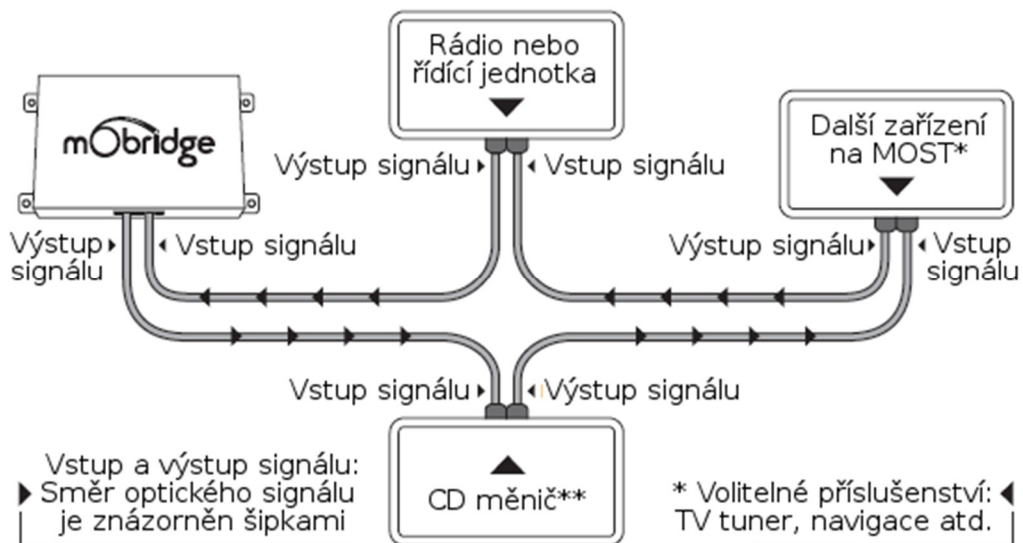 Rádio nebo
řídící jednotka
mObridge
Další zařízení
na MOST*
Výstup signálu
Vstup signálu
Výstup
signálu
Vstup signálu
Výstup signálu
Vstup
signálu
Vstup signálu
Výstup signálu
CD měnič**
Vstup a výstup signálu:
Směr optického signálu
je znázorněn šipkami
* Volitelné příslušenství:
TV tuner, navigace atd.